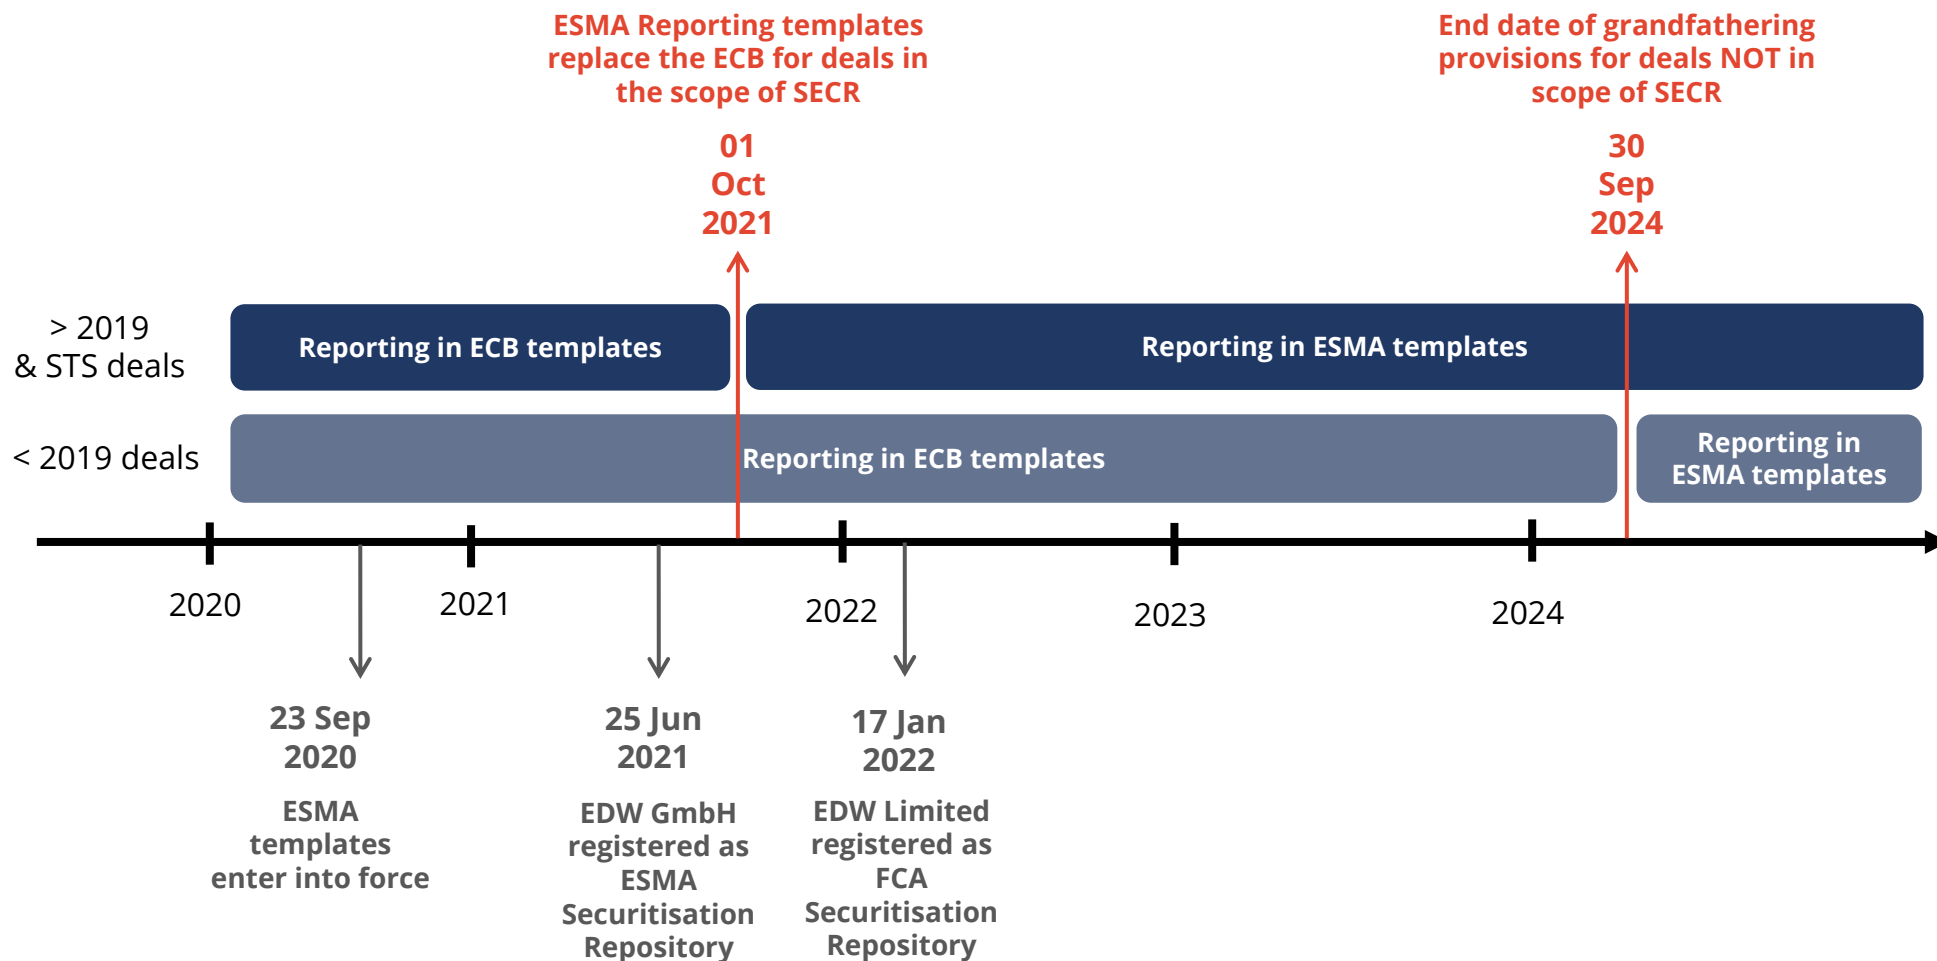 ESMA Reporting templates
replace the ECB for deals in
the scope of SECR
01
Oct
2021
End date of grandfathering
provisions for deals NOT in
scope of SECR
30
Sep
2024
> 2019
& STS deals
Reporting in ECB templates
Reporting in ESMA templates
< 2019 deals
Reporting in ECB templates
Reporting in
ESMA templates
2020
2021
2022
2023
2024
23 Sep
2020
ESMA
templates
enter into force
25 Jun
2021
EDW GmbH
registered as
ESMA
Securitisation
Repository
17 Jan
2022
EDW Limited
registered as
FCA
Securitisation
Repository